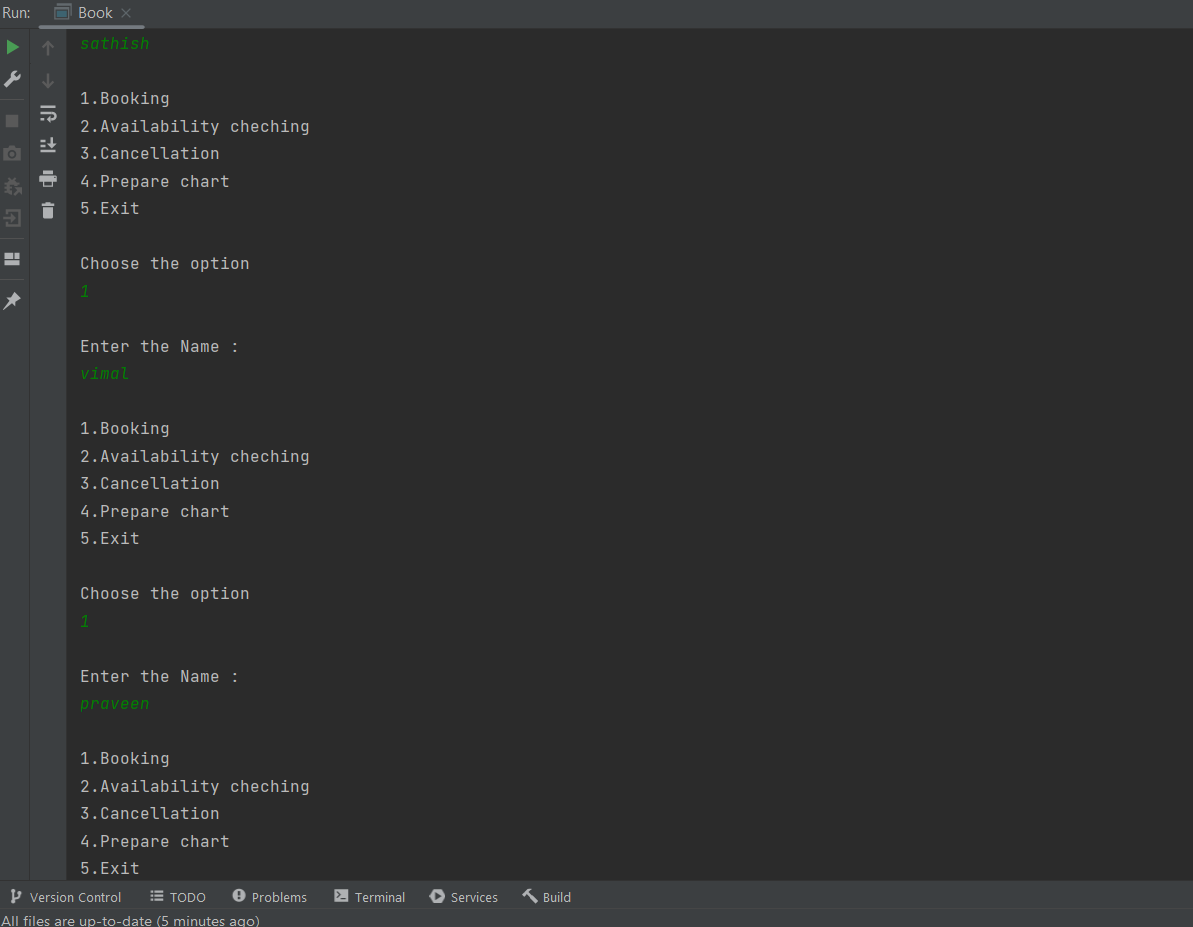 Run: Book
sathish
1.Booking
2.Availability cheching
3.Cancellation
4.Prepare chart
5.Exit
Choose the option
1
Enter the Name :
vimal
1.Booking
2.Availability cheching
3.Cancellation
4.Prepare chart
5.Exit
Choose the option
1
Enter the Name :
praveen
1.Booking
2.Availability cheching
3.Cancellation
4.Prepare chart
5.Exit
Version Control TODO Problems Terminal Services Build
All files are up-to-date (5 minutes ago)